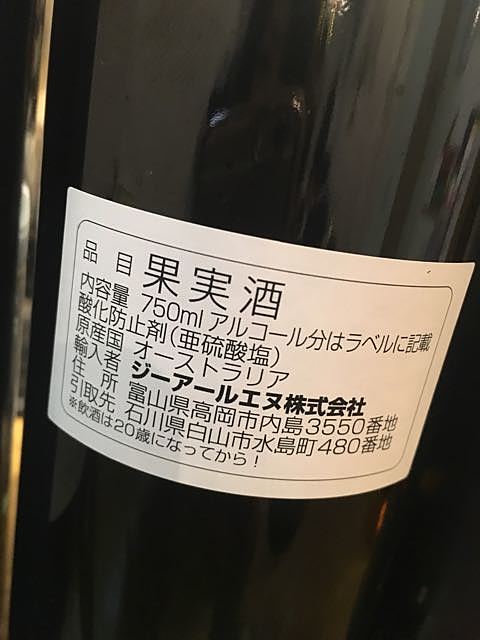 品目 果実酒
内容量 750ml アルコール分はラベルに記載
酸化防止剤(亜硫酸塩)
原産国 オーストラリア
輸入者 ジーアールエヌ株式会社
住所 富山県高岡市内島3550番地
引取先 石川県白山市水島町480番地
※飲酒は20歳になってから!